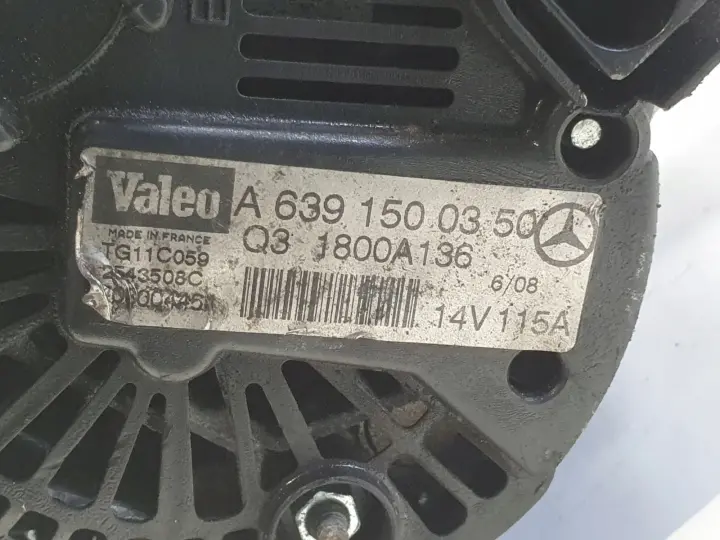 Valeo A 639 150 03 50
MADE IN FRANCE
Q3 1800A136
TG11C059
2543508C
6/08
14V 115A